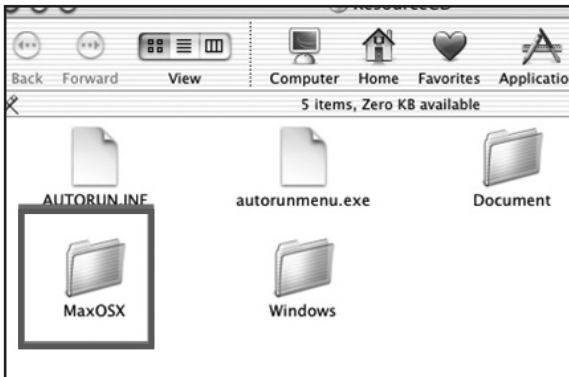 ResourceCD
Back Forward View Computer Home Favorites Applicatio
5 items, Zero KB available
AUTORUN.INF autorunmenu.exe Document
MaxOSX Windows